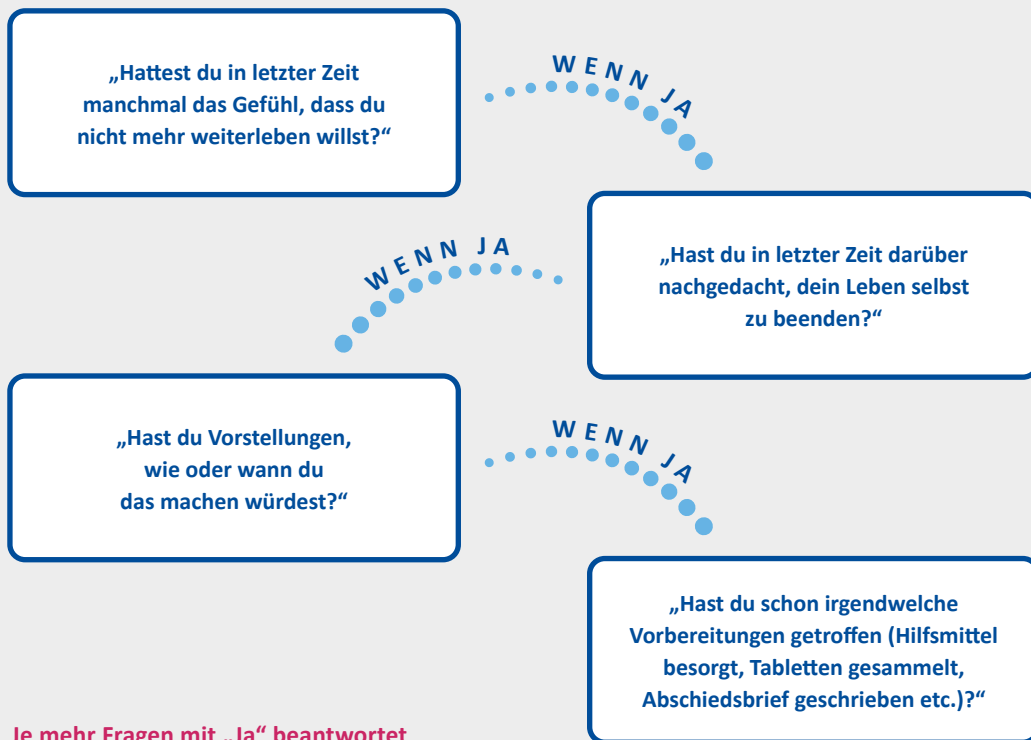 „Hattest du in letzter Zeit
manchmal das Gefühl, dass du
nicht mehr weiterleben willst?“
WENN JA
„Hast du in letzter Zeit darüber
nachgedacht, dein Leben selbst
zu beenden?“
WENN JA
„Hast du Vorstellungen,
wie oder wann du
das machen würdest?“
WENN JA
„Hast du schon irgendwelche
Vorbereitungen getroffen (Hilfsmittel
besorgt, Tabletten gesammelt,
Abschiedsbrief geschrieben etc.)?“
Je mehr Fragen mit „Ja“ beantwortet